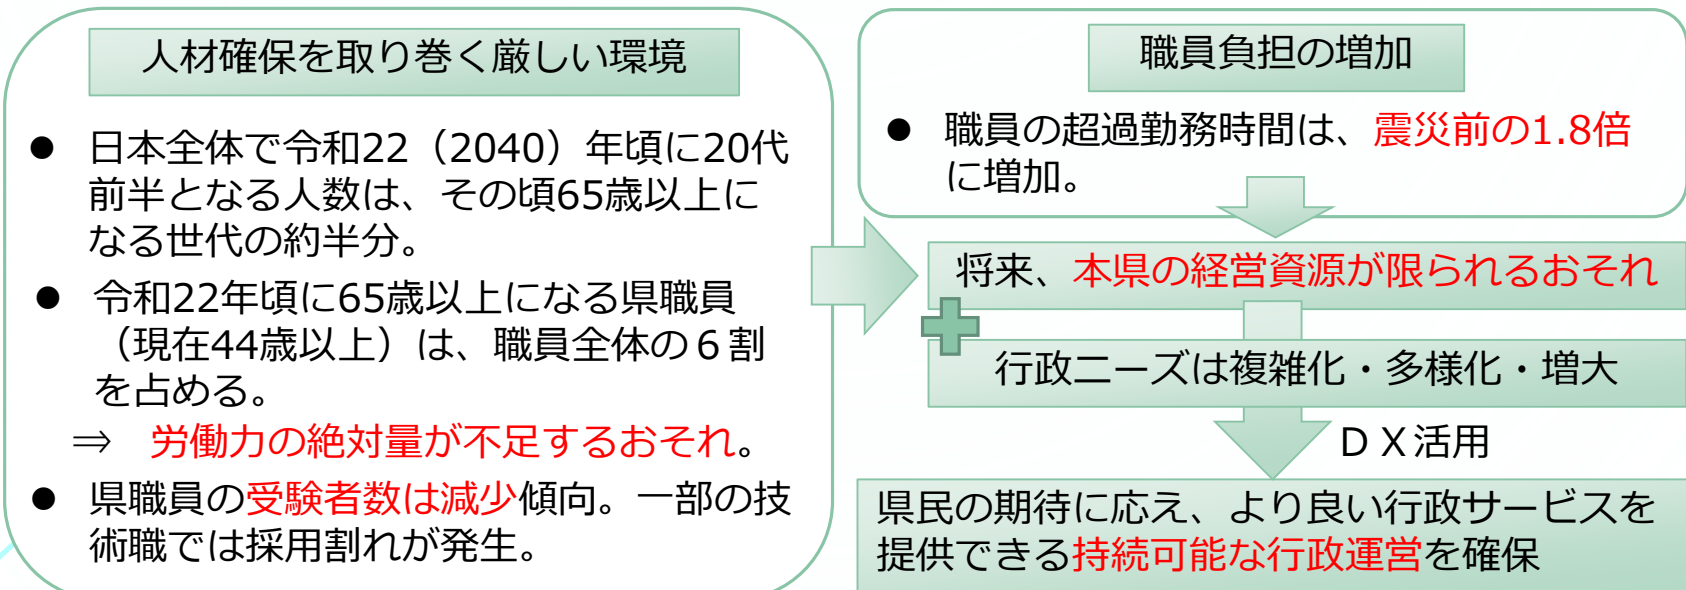 人材確保を取り巻く厳しい環境
● 日本全体で令和22（2040）年頃に20代
前半となる人数は、その頃65歳以上に
なる世代の約半分。
● 令和22年頃に65歳以上になる県職員
（現在44歳以上）は、職員全体の６割
を占める。
⇒ 労働力の絶対量が不足するおそれ。
● 県職員の受験者数は減少傾向。一部の技
術職では採用割れが発生。
職員負担の増加
● 職員の超過勤務時間は、震災前の1.8倍
に増加。
将来、本県の経営資源が限られるおそれ
行政ニーズは複雑化・多様化・増大
ＤＸ活用
県民の期待に応え、より良い行政サービスを
提供できる持続可能な行政運営を確保